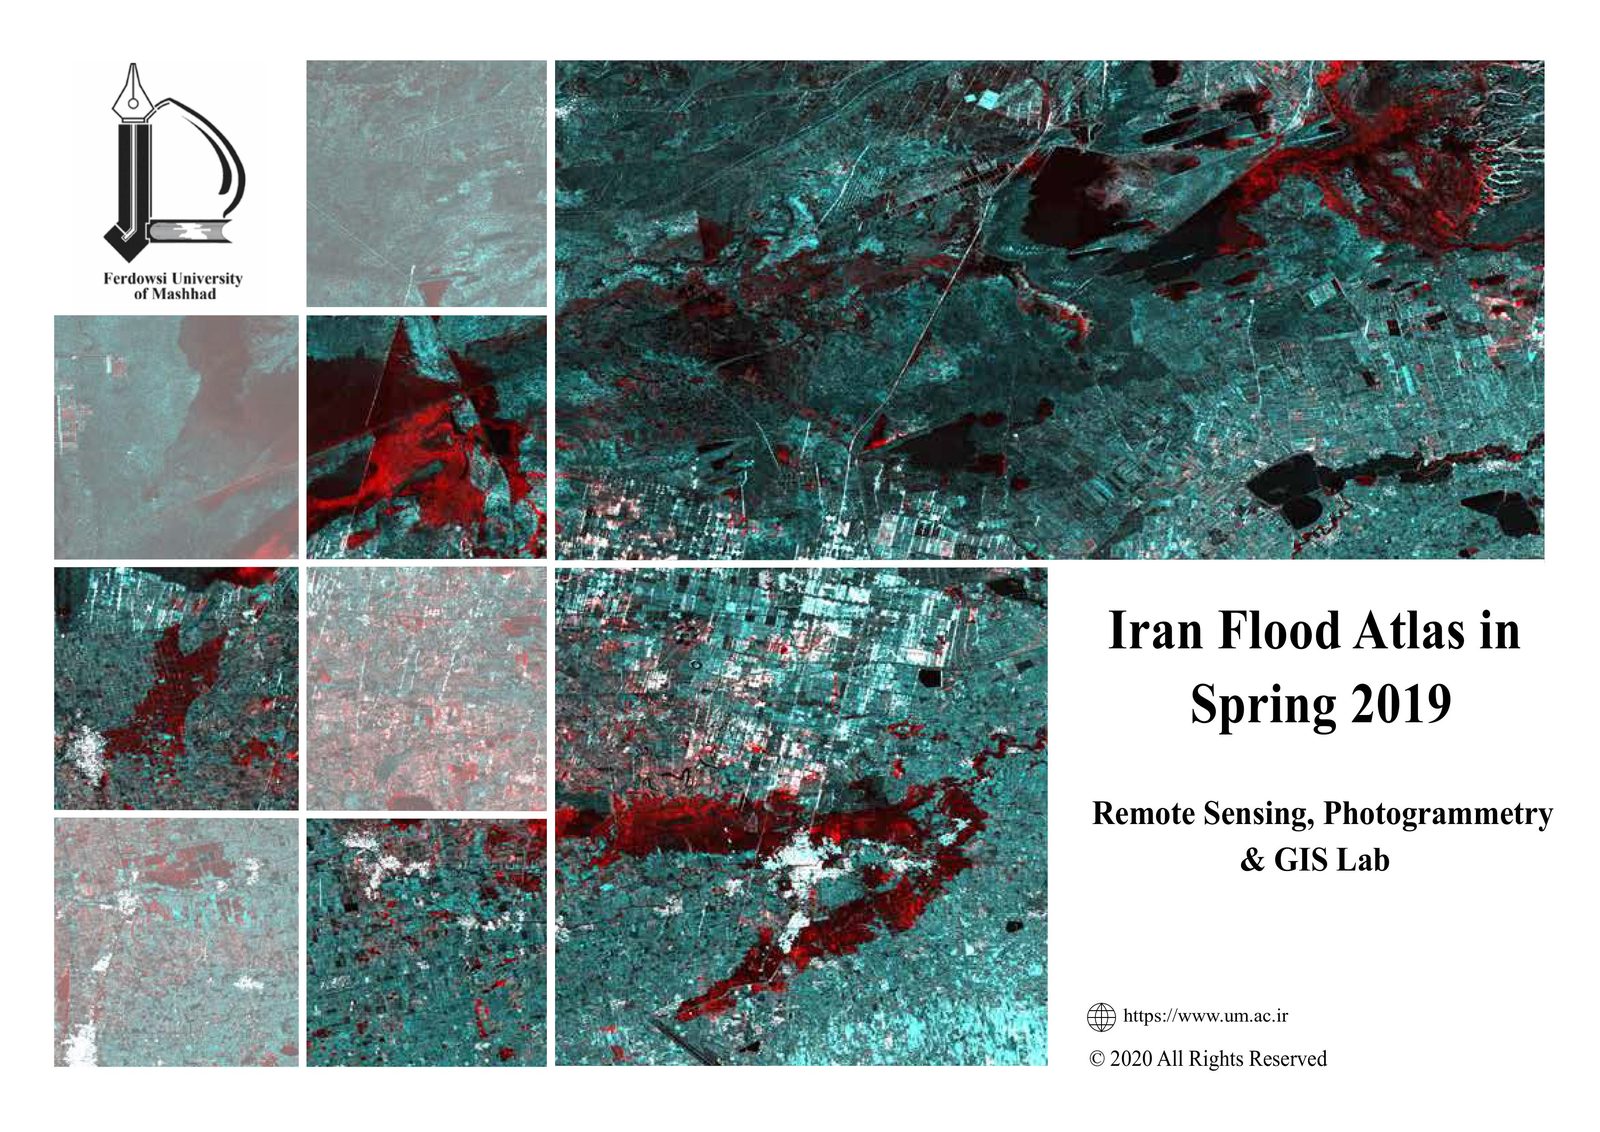 Ferdowsi University
of Mashhad
Iran Flood Atlas in
Spring 2019
Remote Sensing, Photogrammetry
& GIS Lab
https://www.um.ac.ir
© 2020 All Rights Reserved